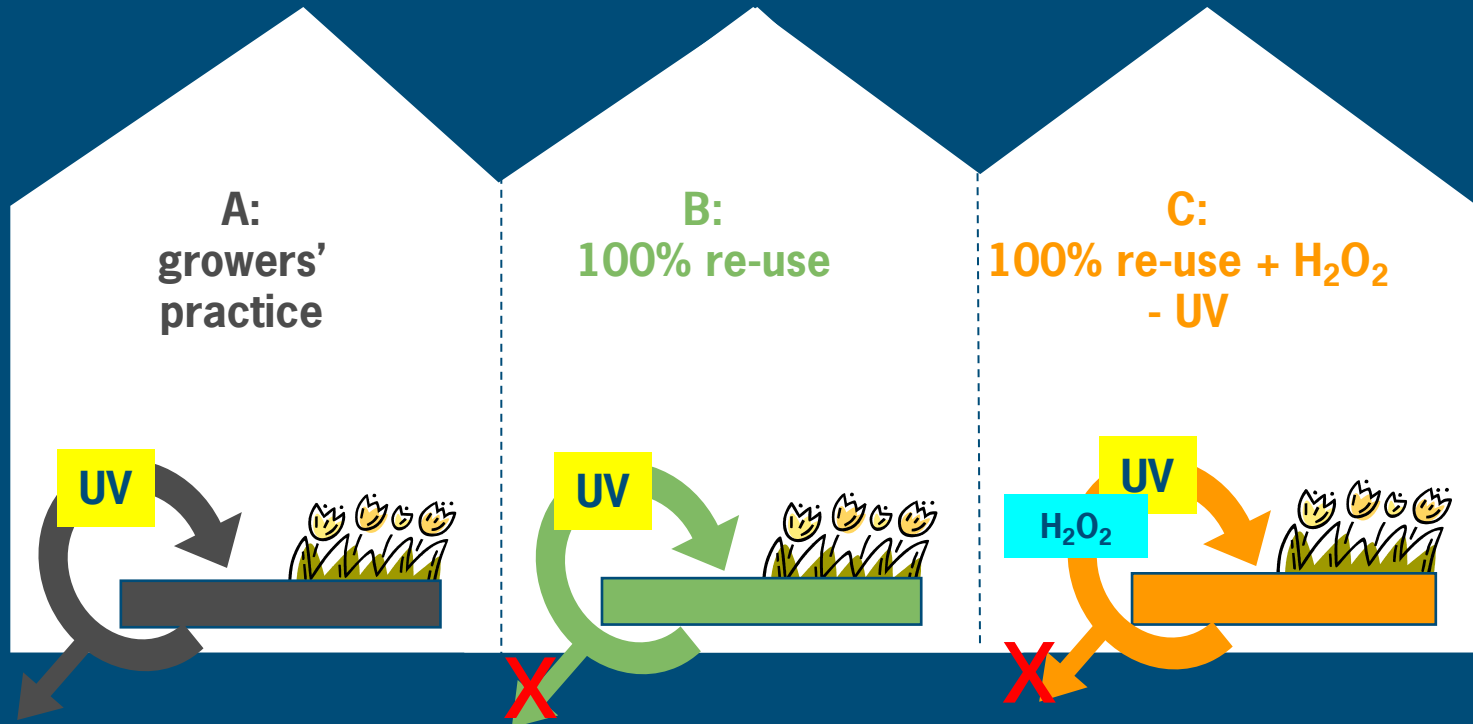 A:
growers’
practice
B:
100% re-use
C:
100% re-use + H₂O₂
- UV
UV
UV
UV
H₂O₂
X
X